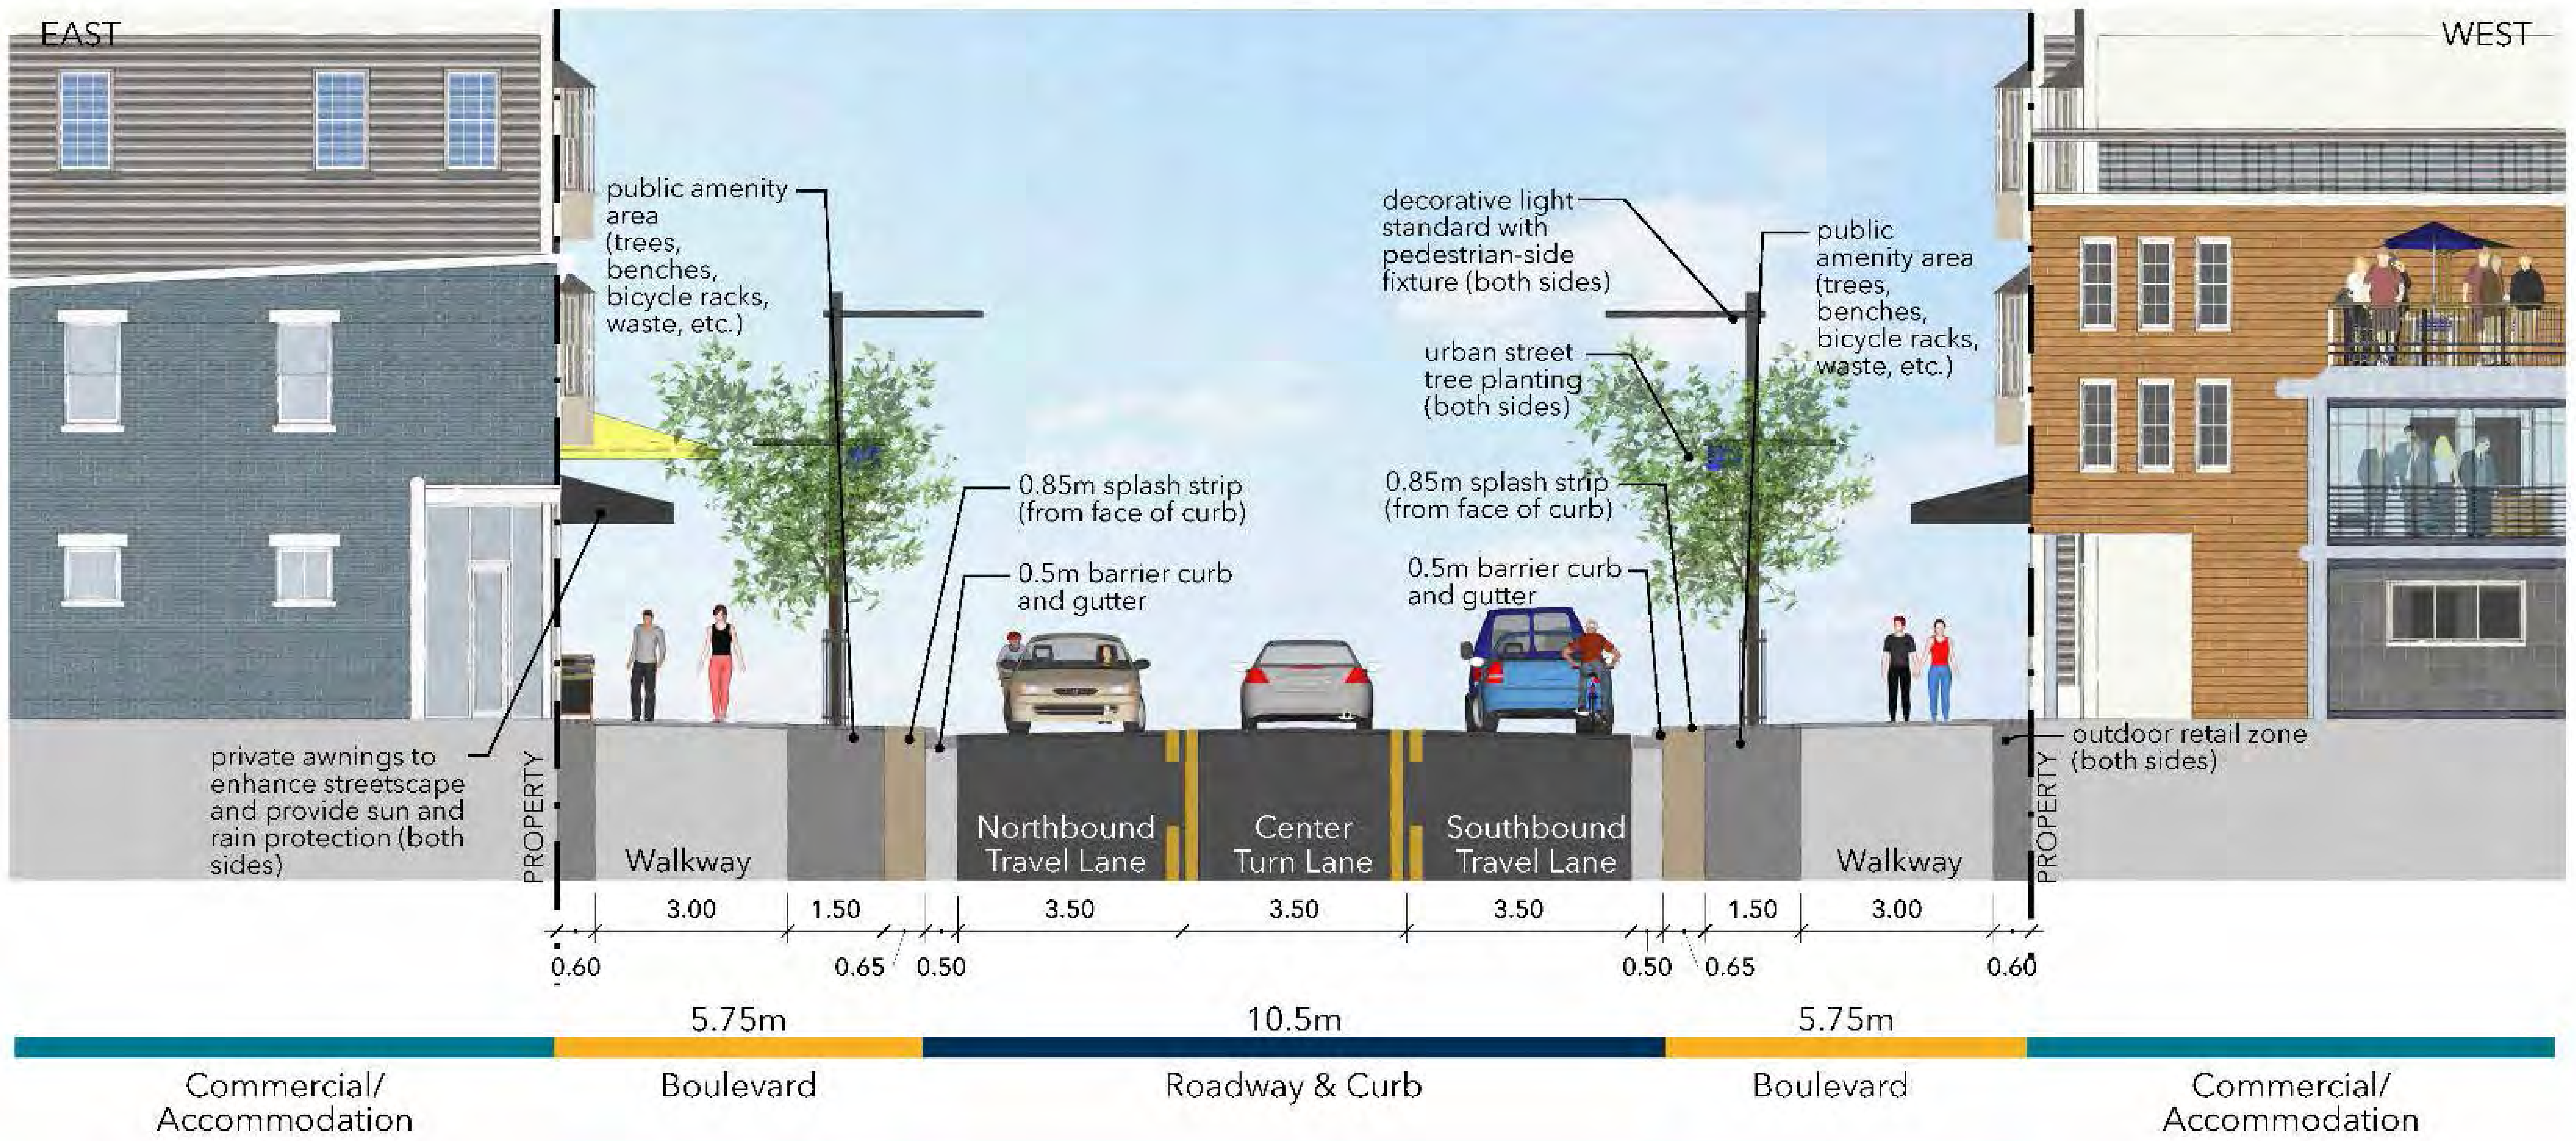 EAST
WEST
public amenity
area
(trees,
benches,
bicycle racks,
waste, etc.)
decorative light
standard with
pedestrian-side
fixture (both sides)
public
amenity area
(trees,
benches,
bicycle racks,
waste, etc.)
urban street
tree planting
(both sides)
0.85m splash strip
(from face of curb)
0.85m splash strip
(from face of curb)
0.5m barrier curb
and gutter
0.5m barrier curb
and gutter
private awnings to
enhance streetscape
and provide sun and
rain protection (both
sides)
outdoor retail zone
(both sides)
PROPERTY
PROPERTY
Walkway
Northbound
Travel Lane
Center
Turn Lane
Southbound
Travel Lane
Walkway
3.00
1.50
3.50
3.50
3.50
1.50
3.00
0.60
0.65
0.50
0.50
0.65
0.60
5.75m
10.5m
5.75m
Commercial/
Accommodation
Boulevard
Roadway & Curb
Boulevard
Commercial/
Accommodation